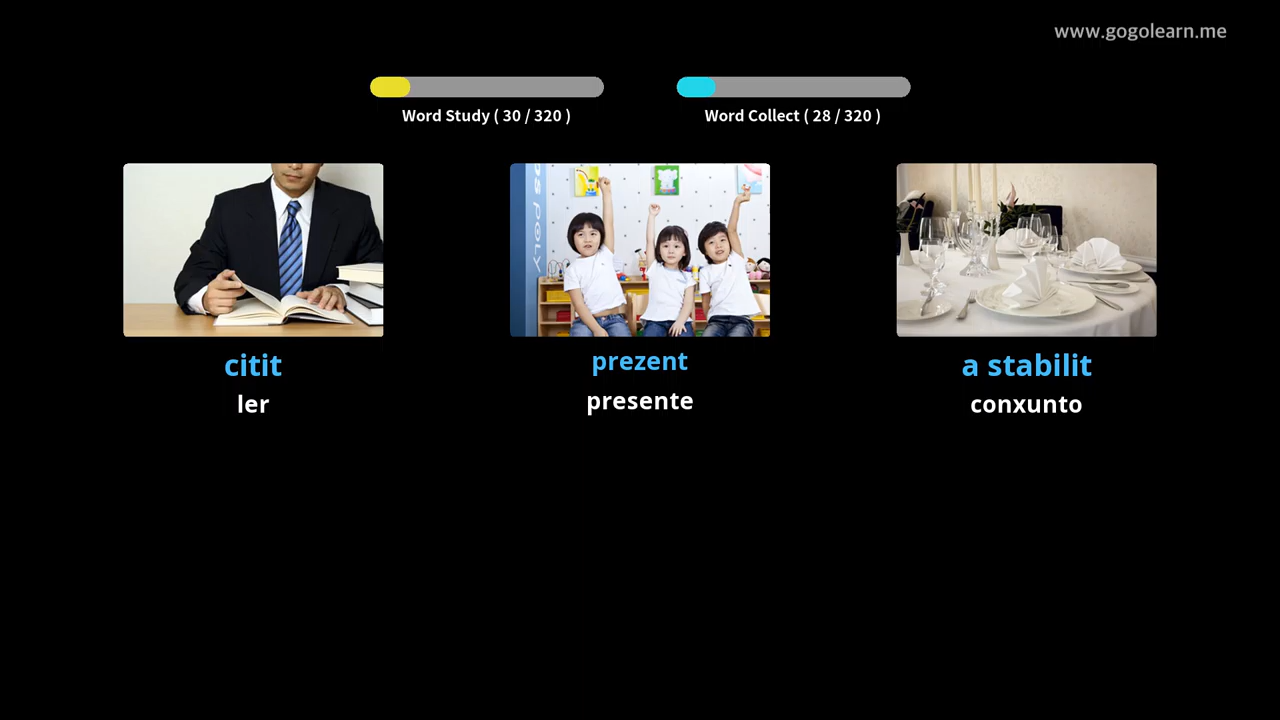 www.gogolearn.me
Word Study ( 30 / 320 )
Word Collect ( 28 / 320 )
citit
ler
prezent
presente
a stabilit
conxunto